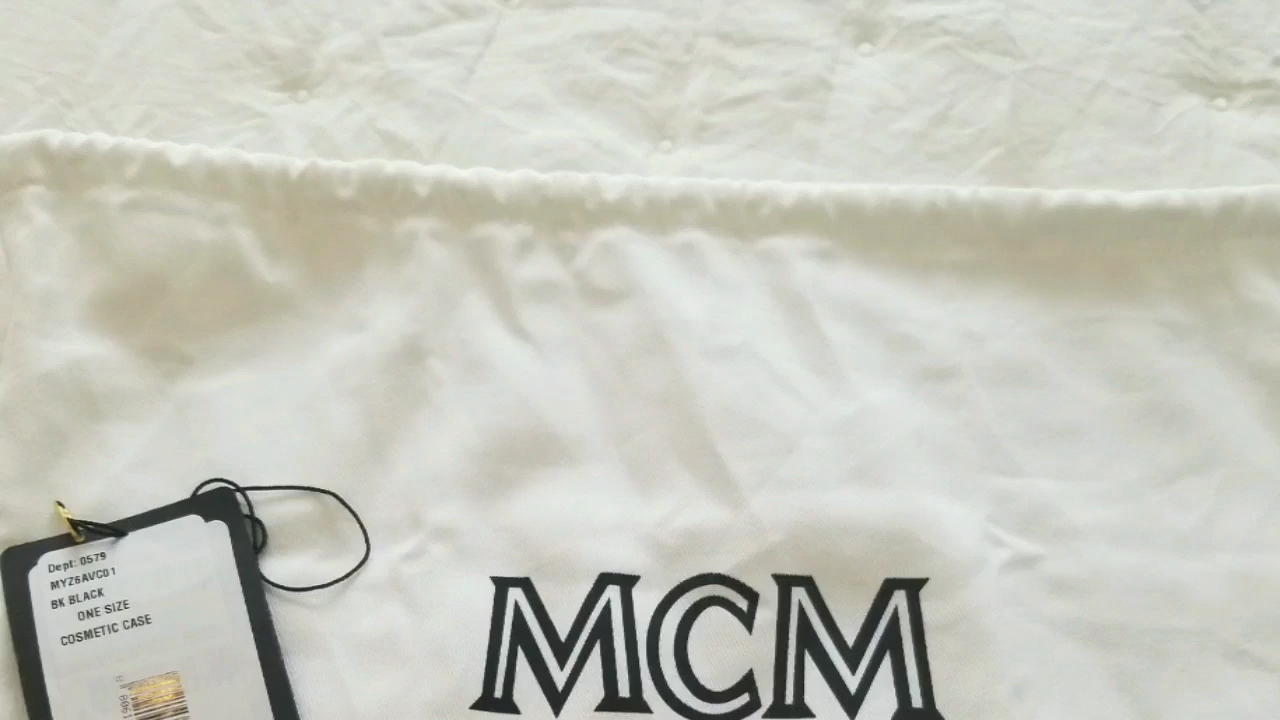 Dept: 0579
MYZ6AVC01
BK BLACK
ONE SIZE
COSMETIC CASE
MCM